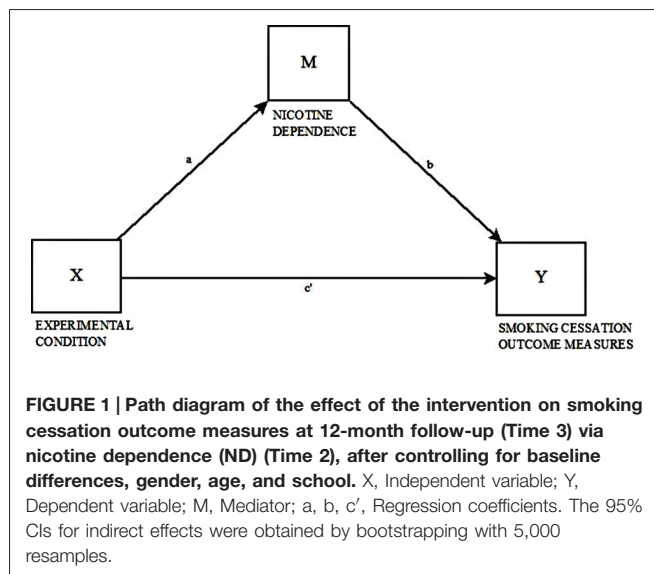 M
NICOTINE
DEPENDENCE
a
b
X
c'
Y
EXPERIMENTAL
CONDITION
SMOKING CESSATION
OUTCOME MEASURES
FIGURE 1 | Path diagram of the effect of the intervention on smoking
cessation outcome measures at 12-month follow-up (Time 3) via
nicotine dependence (ND) (Time 2), after controlling for baseline
differences, gender, age, and school. X, Independent variable; Y,
Dependent variable; M, Mediator; a, b, c′, Regression coefficients. The 95%
CIs for indirect effects were obtained by bootstrapping with 5,000
resamples.